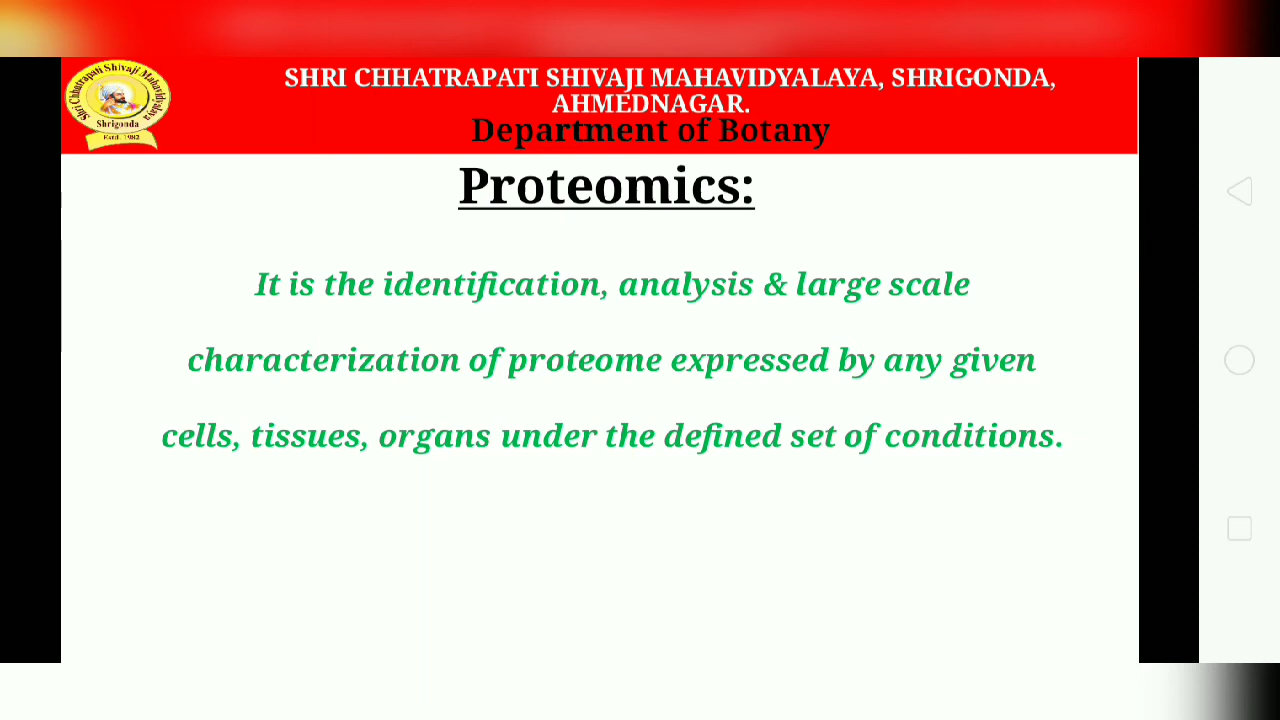 Shri Chhatrapati Shivaji Mahavidyalaya
Shrigonda
Estd. 1982
SHRI CHHATRAPATI SHIVAJI MAHAVIDYALAYA, SHRIGONDA,
AHMEDNAGAR.
Department of Botany
Proteomics:
It is the identification, analysis & large scale
characterization of proteome expressed by any given
cells, tissues, organs under the defined set of conditions.